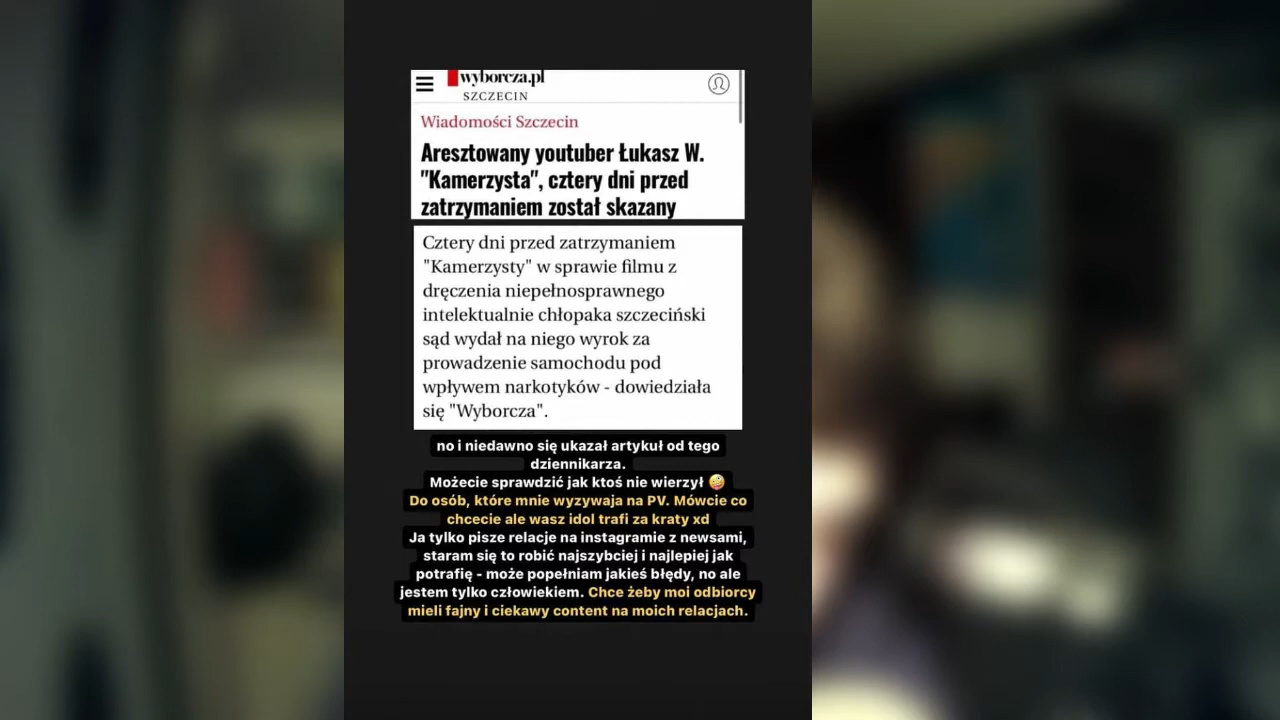 wyborcza.pl
SZCZECIN
Wiadomości Szczecin
Aresztowany youtuber Łukasz W.
"Kamerzysta", cztery dni przed
zatrzymaniem został skazany
Cztery dni przed zatrzymaniem
"Kamerzysty" w sprawie filmu z
dręczenia niepełnosprawnego
intelektualnie chłopaka szczeciński
sąd wydał na niego wyrok za
prowadzenie samochodu pod
wpływem narkotyków - dowiedziała
się "Wyborcza".
no i niedawno się ukazał artykuł od tego
dziennikarza.
Możecie sprawdzić jak ktoś nie wierzył 🤪
Do osób, które mnie wyzywają na PV. Mówcie co
chcecie ale wasz idol trafi za kraty xd
Ja tylko pisze relacje na instagramie z newsami,
staram się to robić najszybciej i najlepiej jak
potrafię - może popełniam jakieś błędy, no ale
jestem tylko człowiekiem. Chce żeby moi odbiorcy
mieli fajny i ciekawy content na moich relacjach.